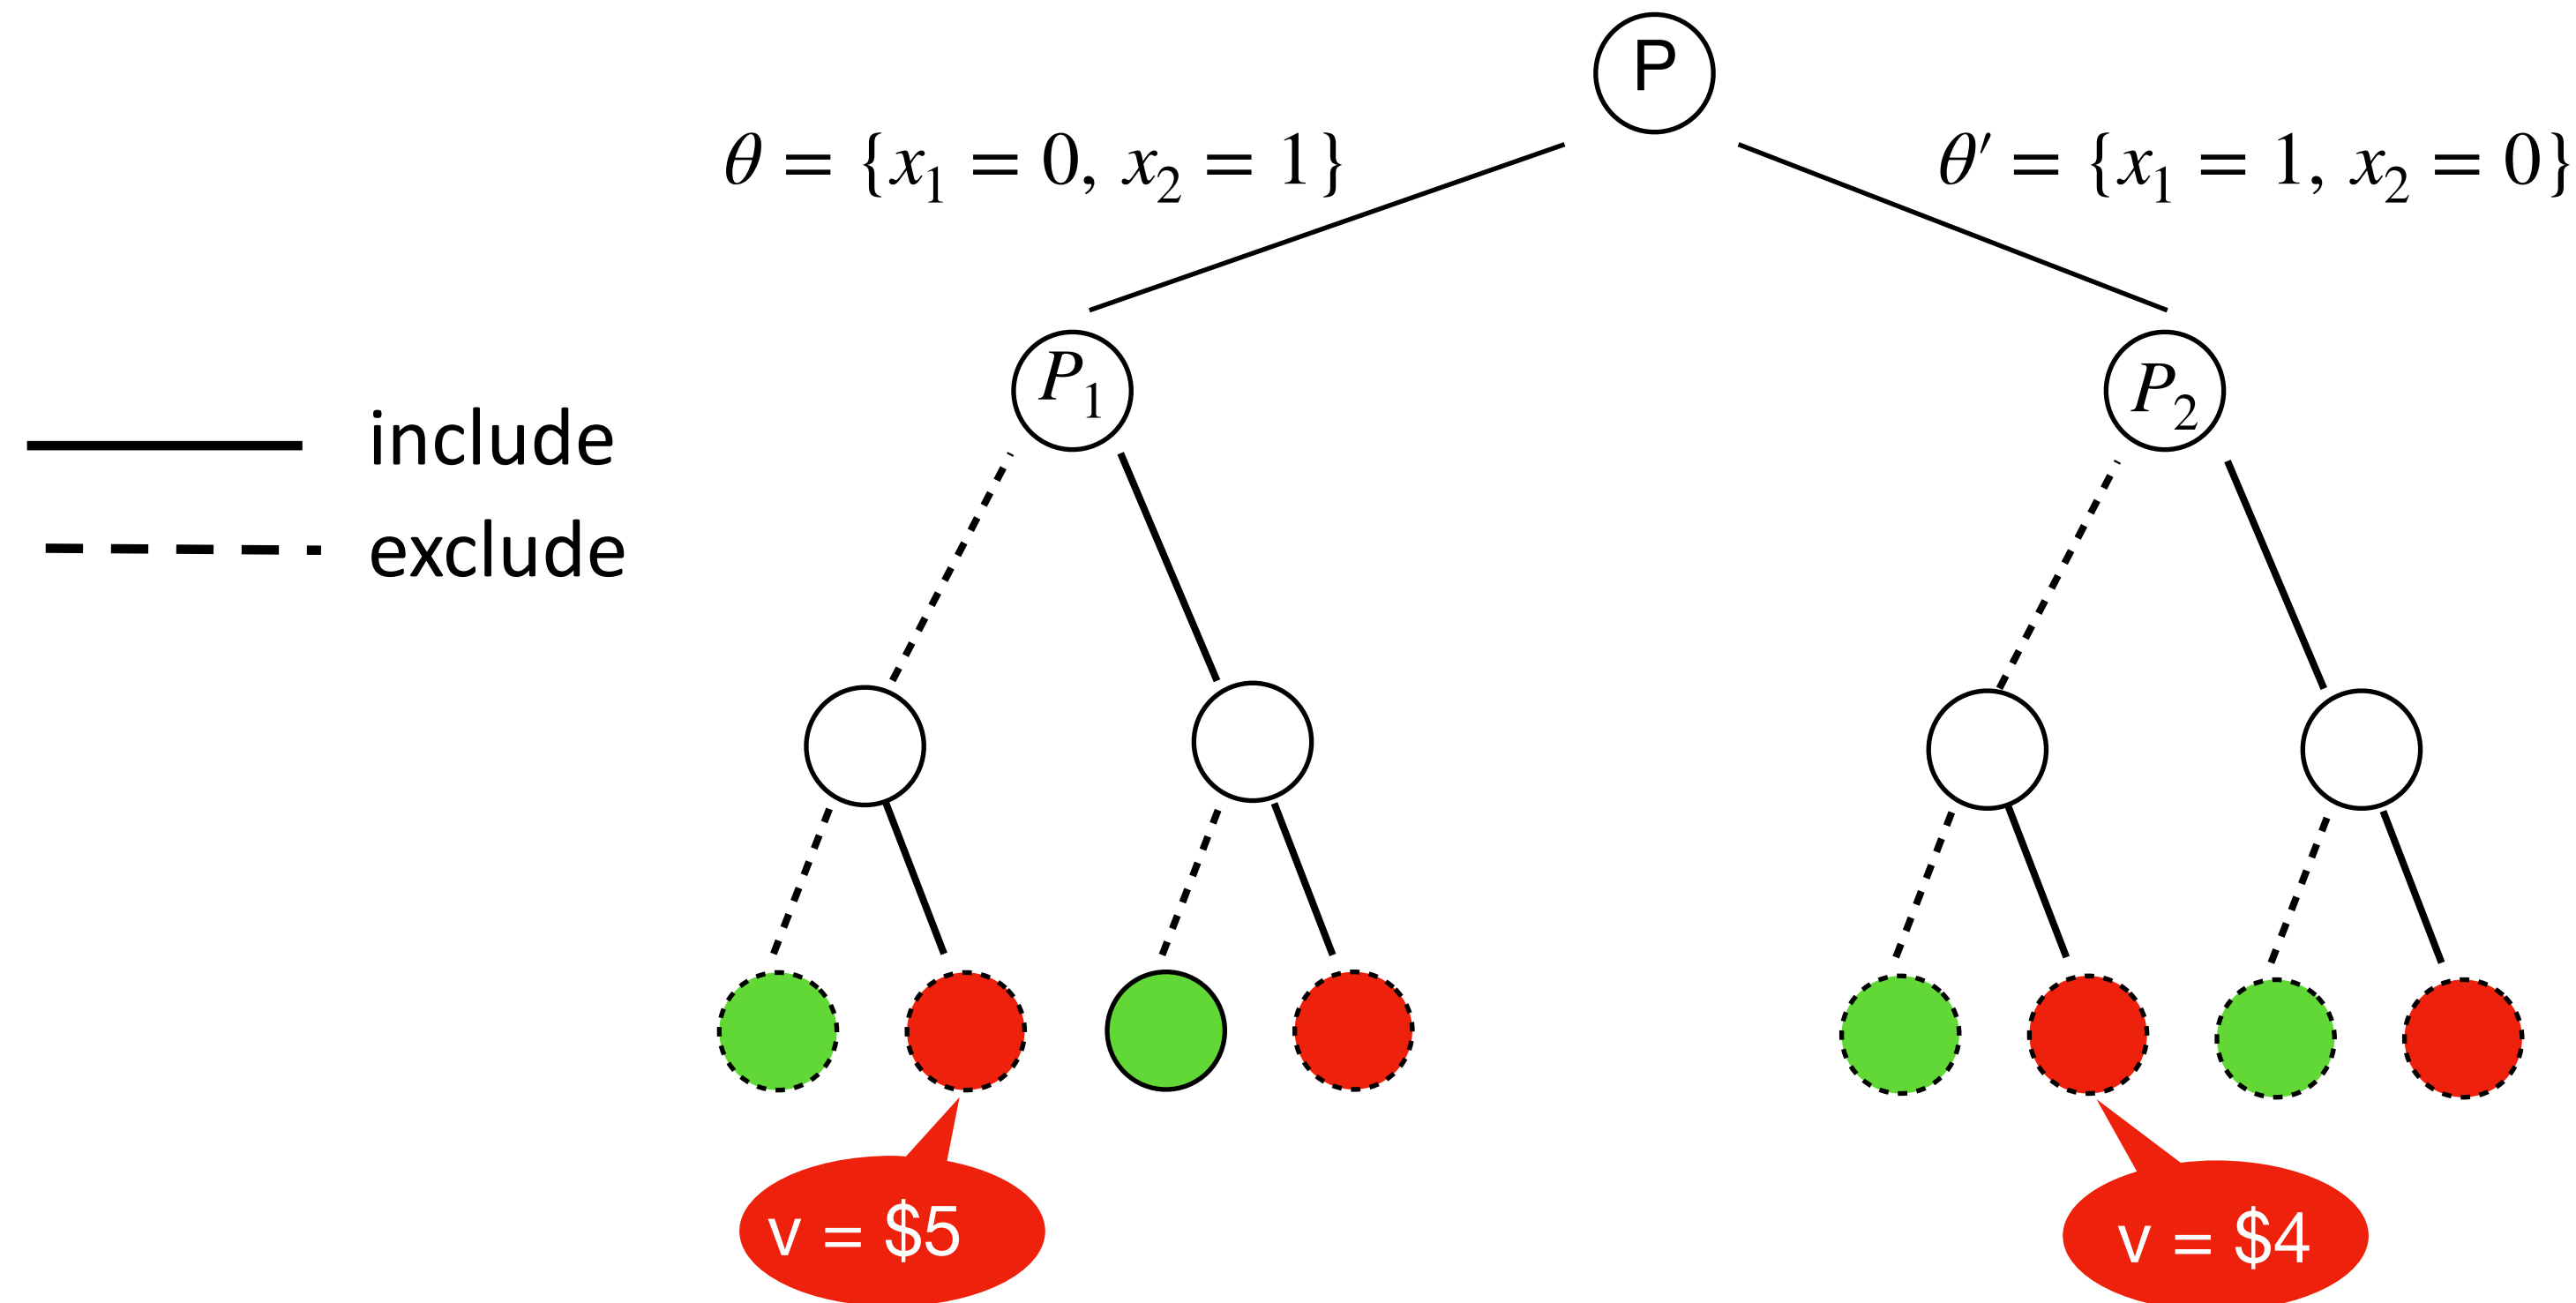 P
θ = {x₁ = 0, x₂ = 1}
θ′ = {x₁ = 1, x₂ = 0}
P₁
P₂
include
exclude
v = $5
v = $4